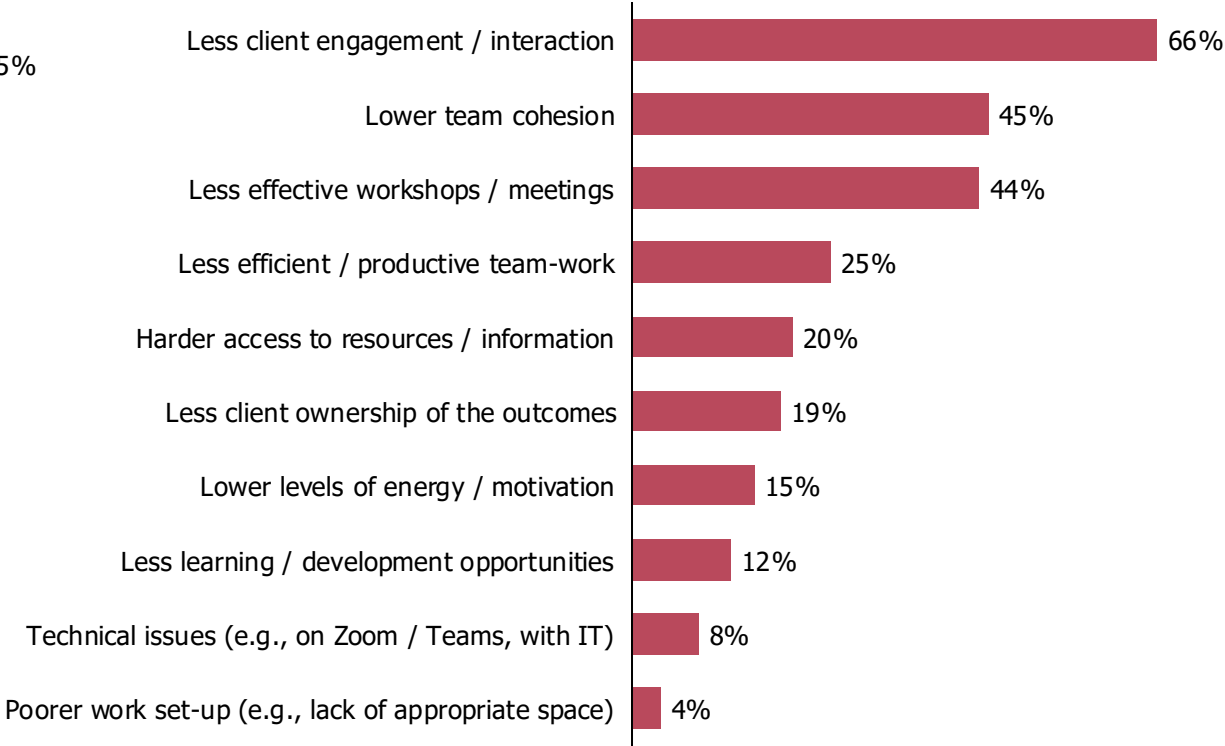 Less client engagement / interaction 66%
5%
Lower team cohesion 45%
Less effective workshops / meetings 44%
Less efficient / productive team-work 25%
Harder access to resources / information 20%
Less client ownership of the outcomes 19%
Lower levels of energy / motivation 15%
Less learning / development opportunities 12%
Technical issues (e.g., on Zoom / Teams, with IT) 8%
Poorer work set-up (e.g., lack of appropriate space) 4%